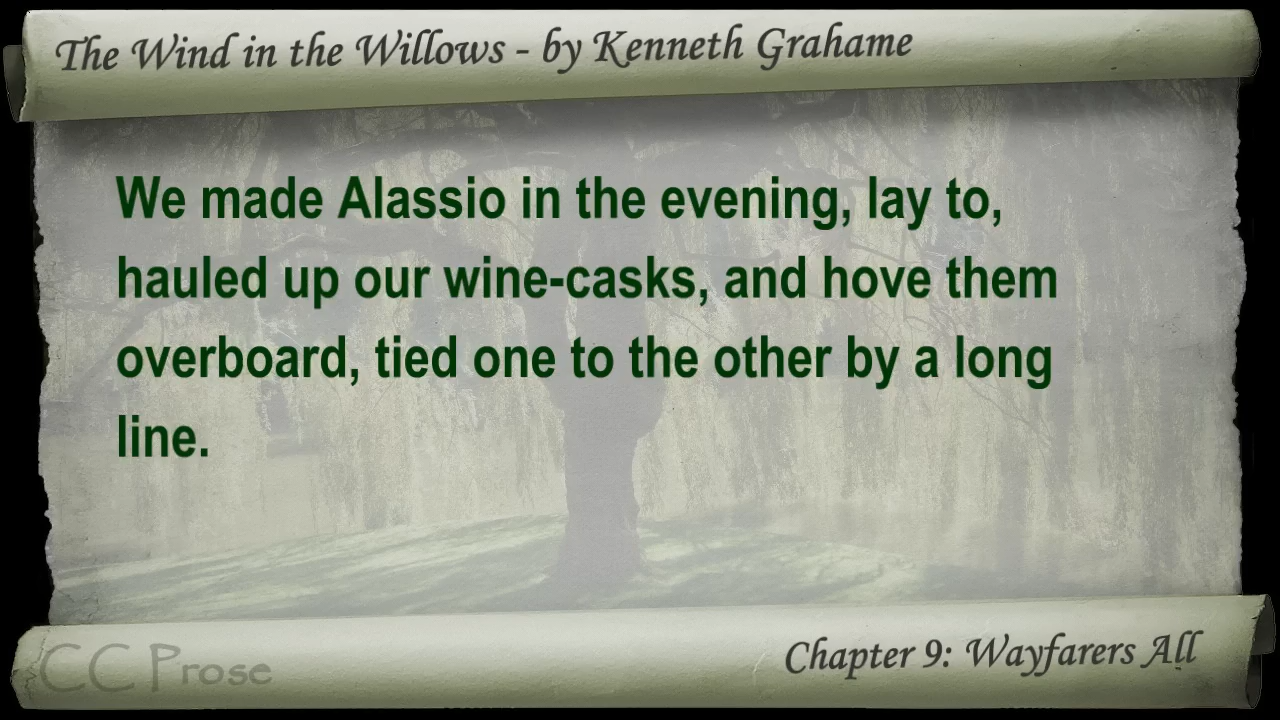 The Wind in the Willows - by Kenneth Grahame
We made Alassio in the evening, lay to,
hauled up our wine-casks, and hove them
overboard, tied one to the other by a long
line.
CC Prose
Chapter 9: Wayfarers All